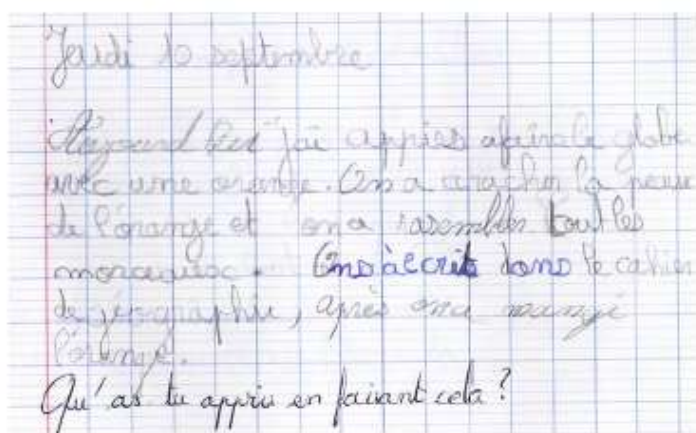 Jeudi 10 septembre
Aujourd'hui j'ai appris a faire le globe
avec une orange. On a aracher la peau
de l'orange et on a rasembler tout les
morceaux. On a écrit dans le cahier
de géographie, après on a mangé
l'orange.
Qu'as tu appris en faisant cela ?